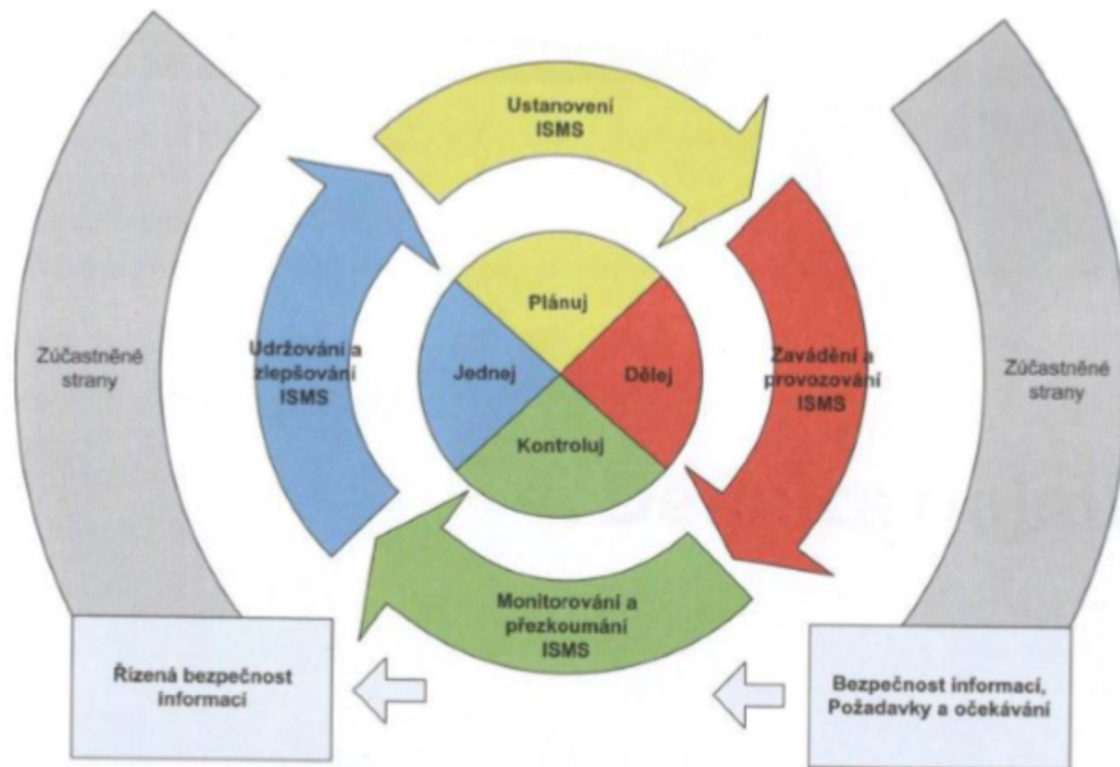 Ustanovení
ISMS
Plánuj
Zúčastněné
strany
Udržování a
zlepšování
ISMS
Jednej
Dělej
Zavádění a
provozování
ISMS
Zúčastněné
strany
Kontroluj
Monitorování a
přezkoumání
ISMS
Řízená bezpečnost
informací
Bezpečnost informací,
Požadavky a očekávání